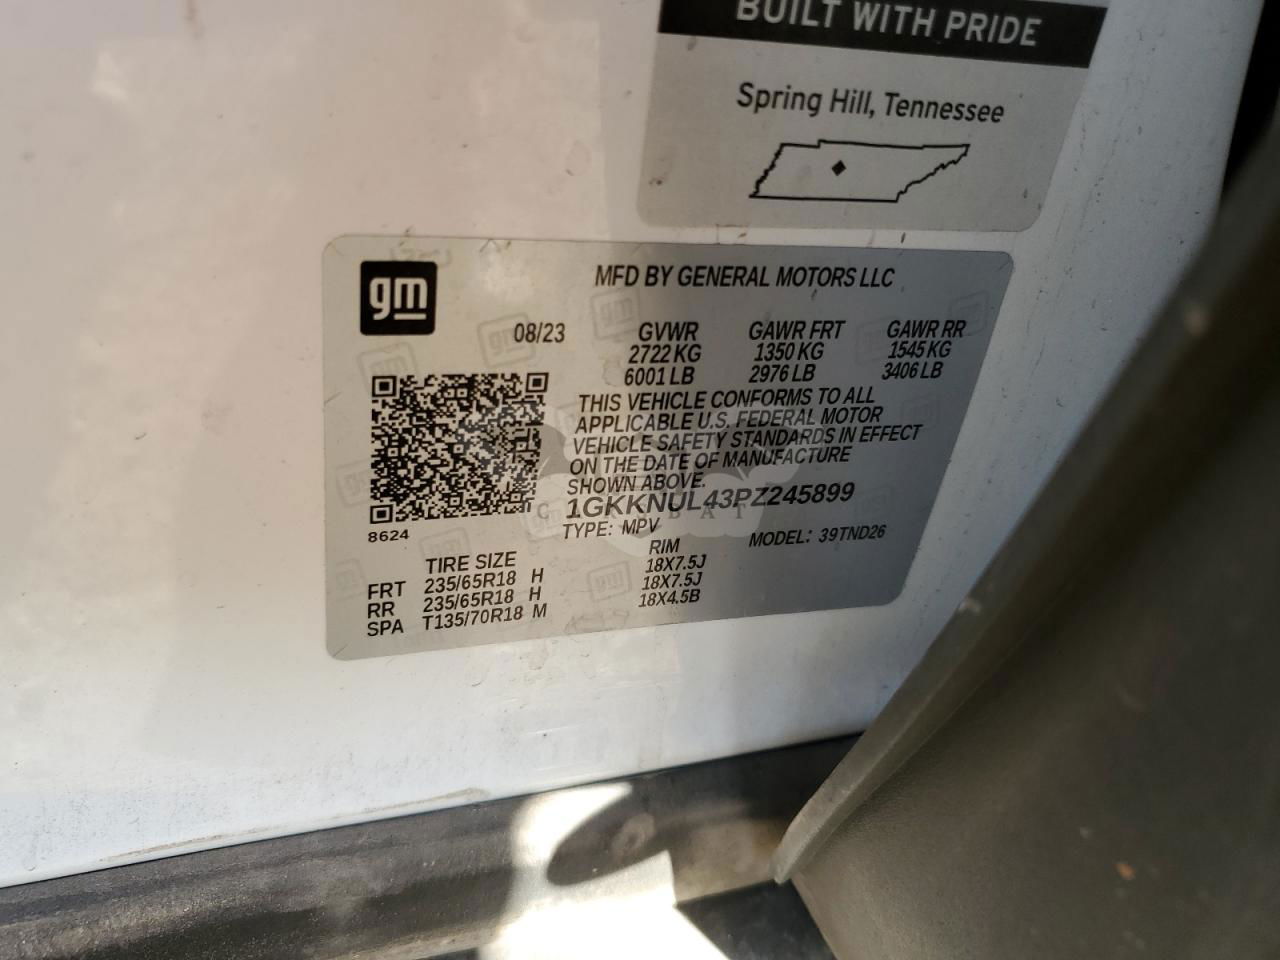 BUILT WITH PRIDE
Spring Hill, Tennessee
gm
MFD BY GENERAL MOTORS LLC
08/23
GVWR GAWR FRT GAWR RR
2722 KG 1350 KG 1545 KG
6001 LB 2976 LB 3406 LB
THIS VEHICLE CONFORMS TO ALL
APPLICABLE U.S. FEDERAL MOTOR
VEHICLE SAFETY STANDARDS IN EFFECT
ON THE DATE OF MANUFACTURE
SHOWN ABOVE.
1GKKNUL43PZ245899
8624
TYPE: MPV MODEL: 39TND26
TIRE SIZE RIM
FRT 235/65R18 H 18X7.5J
RR 235/65R18 H 18X7.5J
SPA T135/70R18 M 18X4.5B